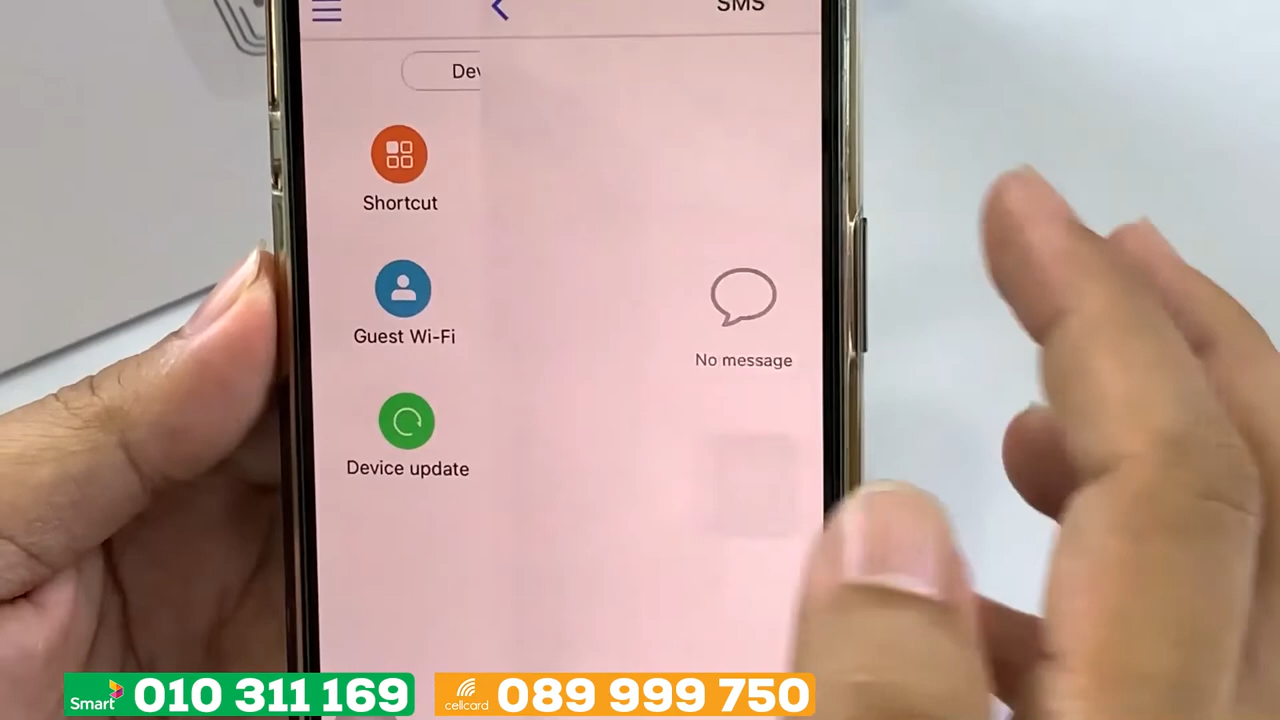 SMS
Dev
Shortcut
Guest Wi-Fi
No message
Device update
Smart 010 311 169
cellcard 089 999 750